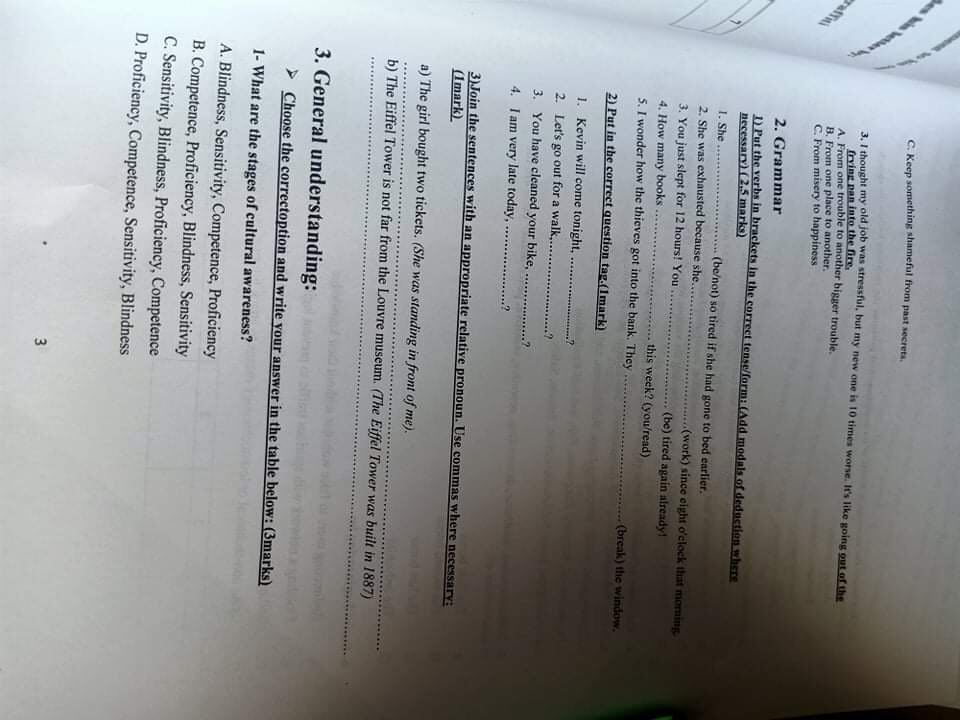 des his letter by:
C. Keep something shameful from past secrets.
3. I thought my old job was stressful, but my new one is 10 times worse. It's like going out of the
frying pan into the fire.
A. From one trouble to another bigger trouble.
B. From one place to another.
C. From misery to happiness
2. Grammar
1) Put the verbs in brackets in the correct tense/form: (Add modals of deduction where
necessary) ( 2.5 marks)
1. She ........................... (be/not) so tired if she had gone to bed earlier.
2. She was exhausted because she....................................(work) since eight o'clock that morning.
3. You just slept for 12 hours! You .............................. (be) tired again already!
4. How many books ................................. this week? (you/read)
5. I wonder how the thieves got into the bank. They ..................................... (break) the window.
2) Put in the correct question tag.(1mark)
1. Kevin will come tonight, ........................?
2. Let's go out for a walk,........................?
3. You have cleaned your bike, ..................?
4. I am very late today, ....................?
3)Join the sentences with an appropriate relative pronoun. Use commas where necessary:
(1mark)
a) The girl bought two tickets. (She was standing in front of me).
................................................................................
b) The Eiffel Tower is not far from the Louvre museum. (The Eiffel Tower was built in 1887)
................................................................................
3. General understanding:
➢ Choose the correctoption and write your answer in the table below: (3marks)
1- What are the stages of cultural awareness?
A. Blindness, Sensitivity, Competence, Proficiency
B. Competence, Proficiency, Blindness, Sensitivity
C. Sensitivity, Blindness, Proficiency, Competence
D. Proficiency, Competence, Sensitivity, Blindness
3